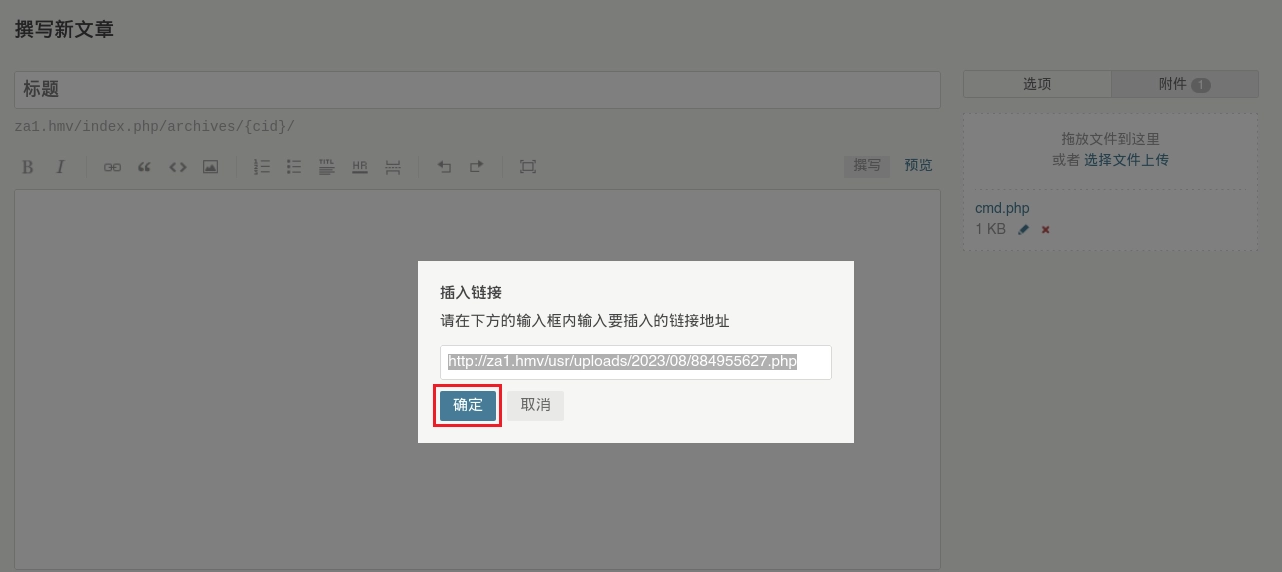 撰写新文章
标题
za1.hmv/index.php/archives/{cid}/
B I TITLE HR 撰写 预览
选项 附件 1
拖放文件到这里
或者 选择文件上传
cmd.php
1 KB
插入链接
请在下方的输入框内输入要插入的链接地址
http://za1.hmv/usr/uploads/2023/08/884955627.php
确定 取消